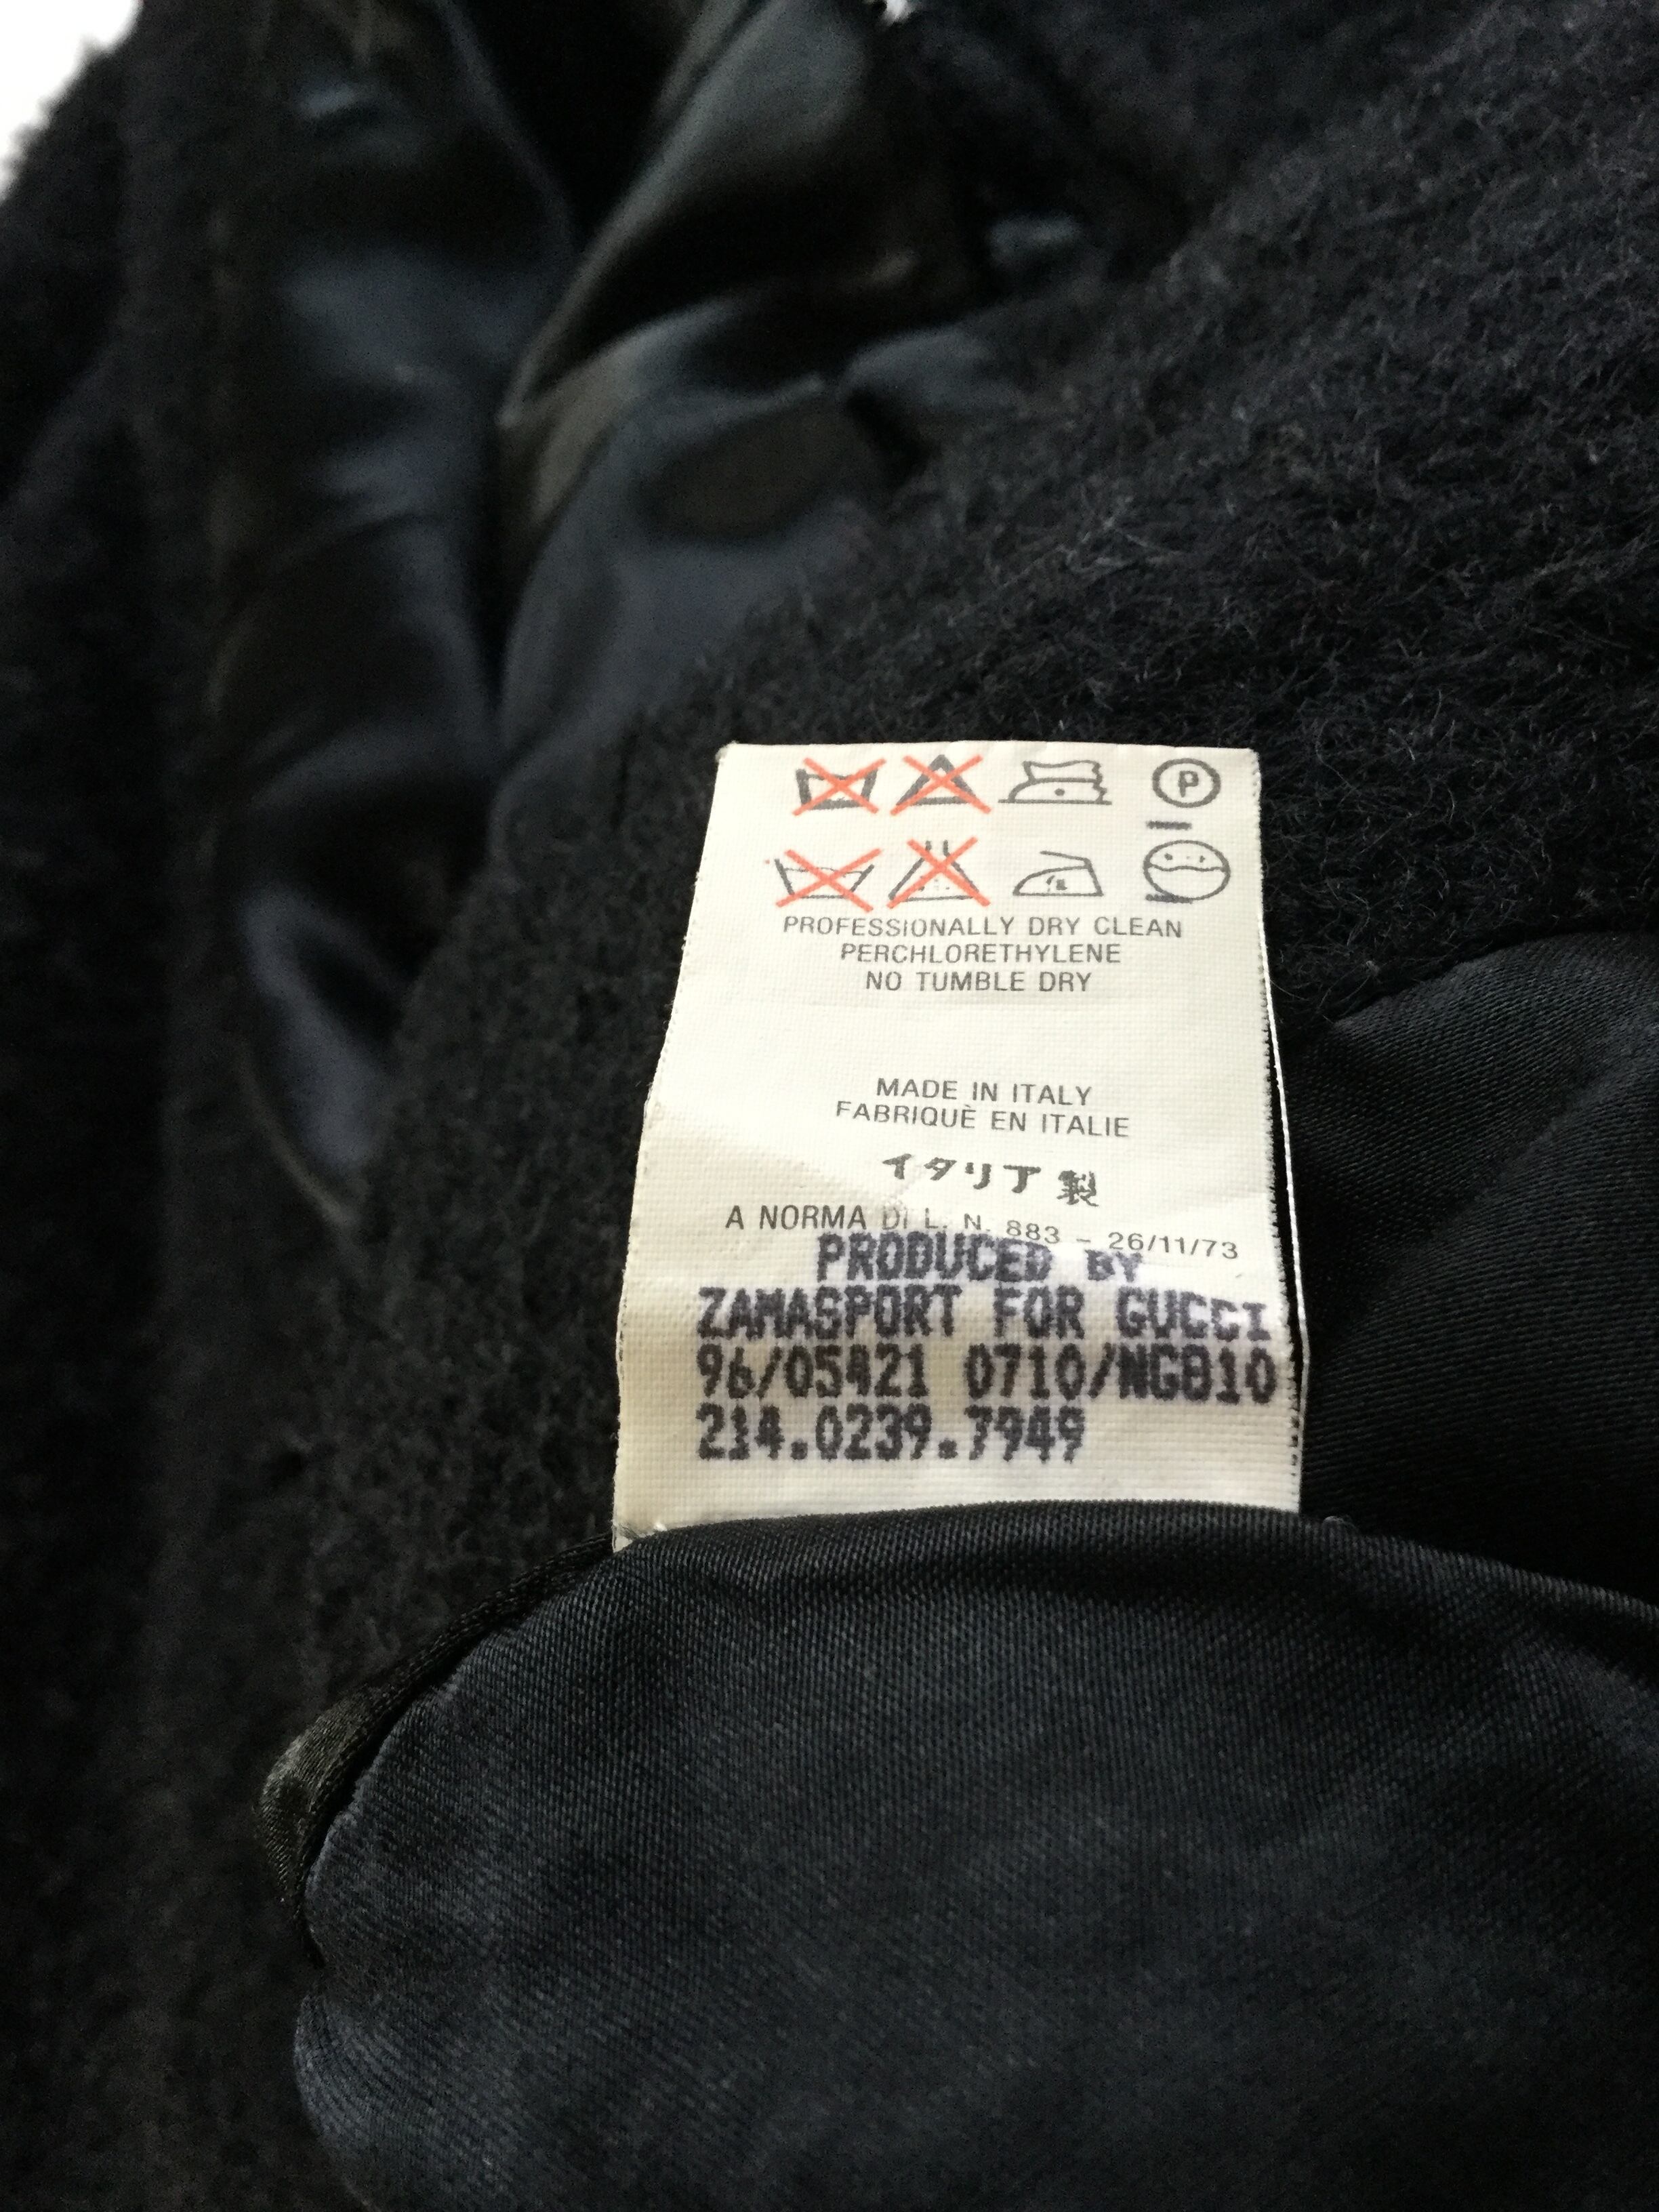 P
PROFESSIONALLY DRY CLEAN
PERCHLORETHYLENE
NO TUMBLE DRY
MADE IN ITALY
FABRIQUÈ EN ITALIE
イタリア製
A NORMA DI L. N. 883 - 26/11/73
PRODUCED BY
ZAMASPORT FOR GUCCI
96/05421 0710/NG810
214.0239.7949